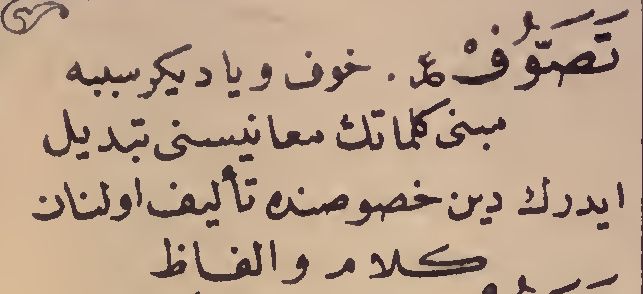 تَصَوُّفْ ع. خوف ویا دیکر سببه
مبنی کلماتك معانیسنی تبدیل
ایدرك دین خصوصنده تألیف اولنان
کلام والفاظ